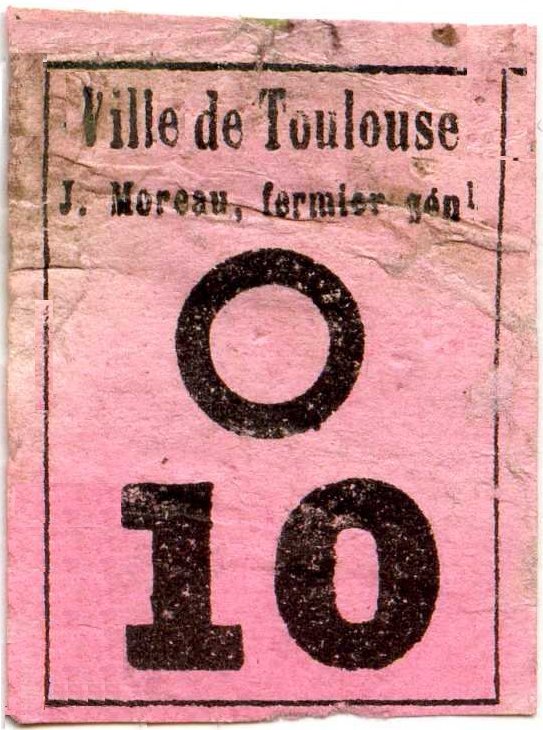 Ville de Toulouse
J. Moreau, fermier génl
O
10